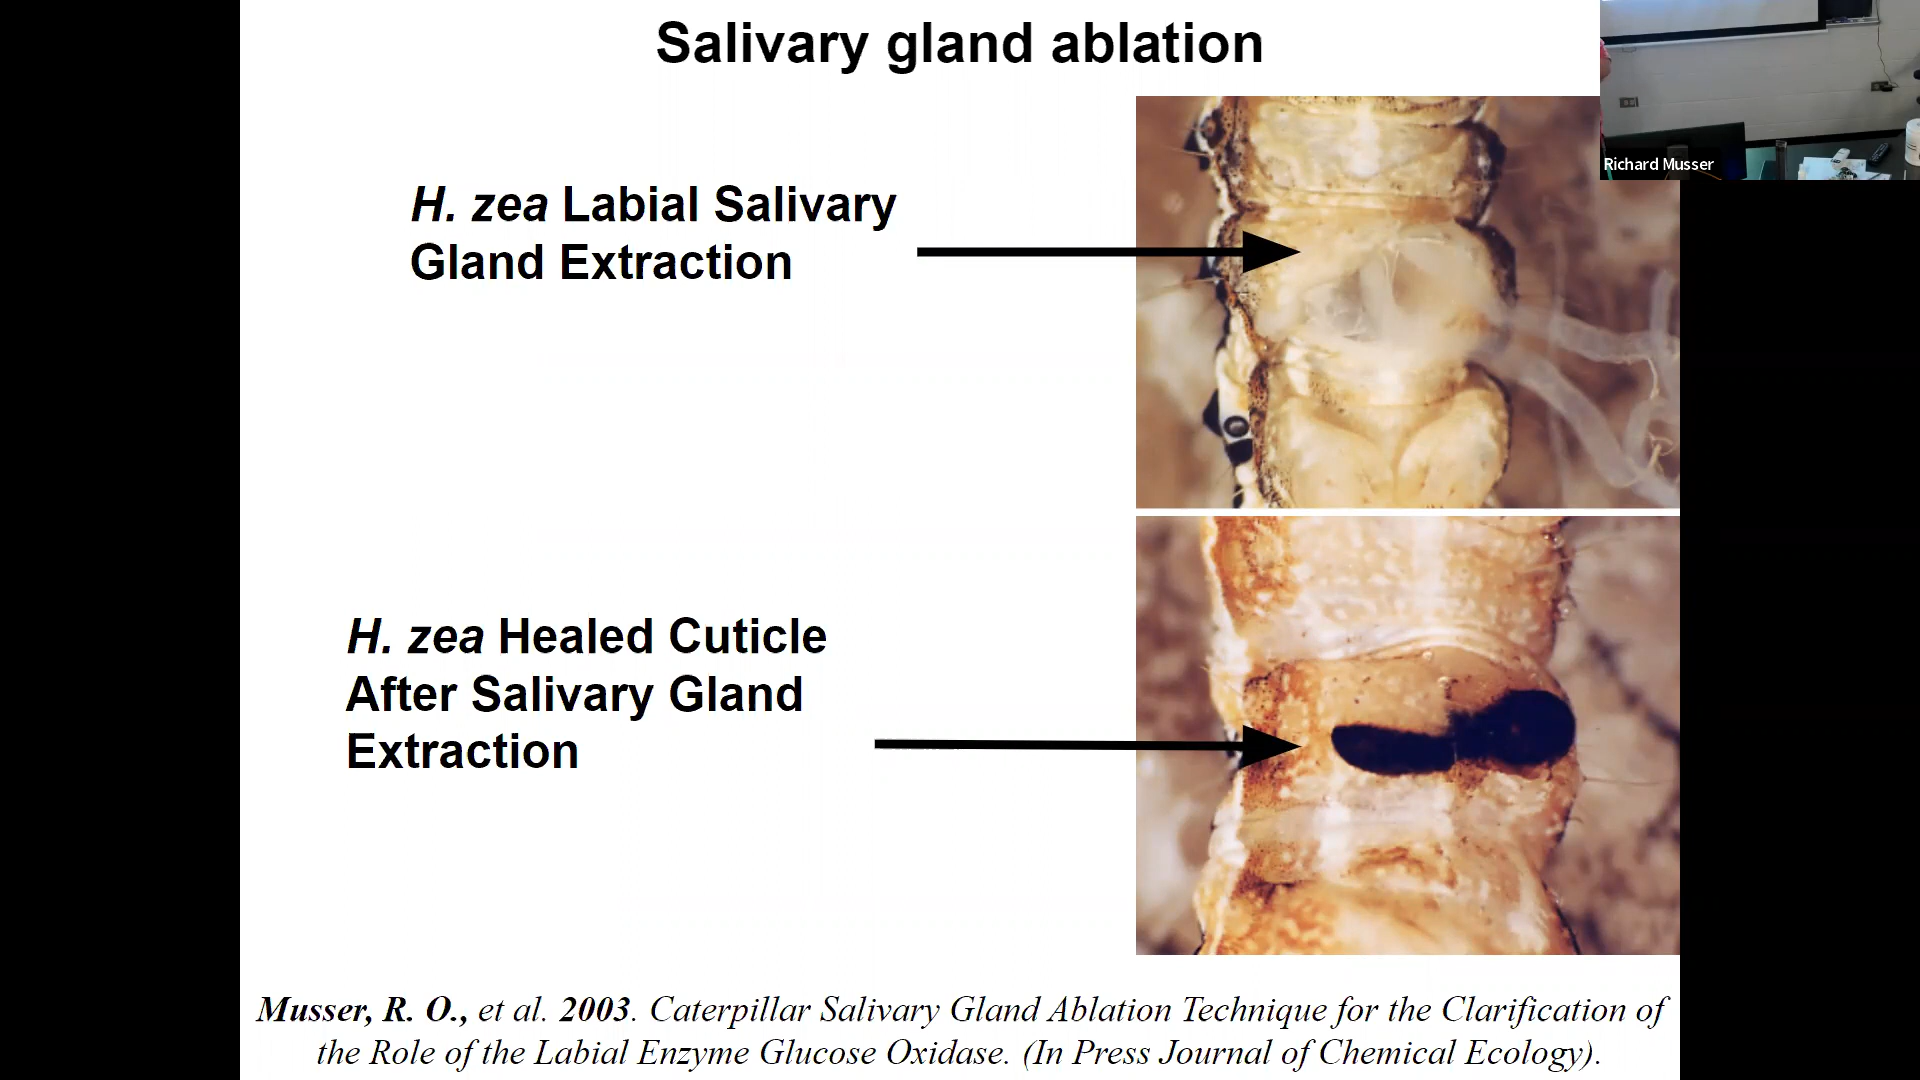 Salivary gland ablation
Richard Musser
H. zea Labial Salivary
Gland Extraction
H. zea Healed Cuticle
After Salivary Gland
Extraction
Musser, R. O., et al. 2003. Caterpillar Salivary Gland Ablation Technique for the Clarification of
the Role of the Labial Enzyme Glucose Oxidase. (In Press Journal of Chemical Ecology).